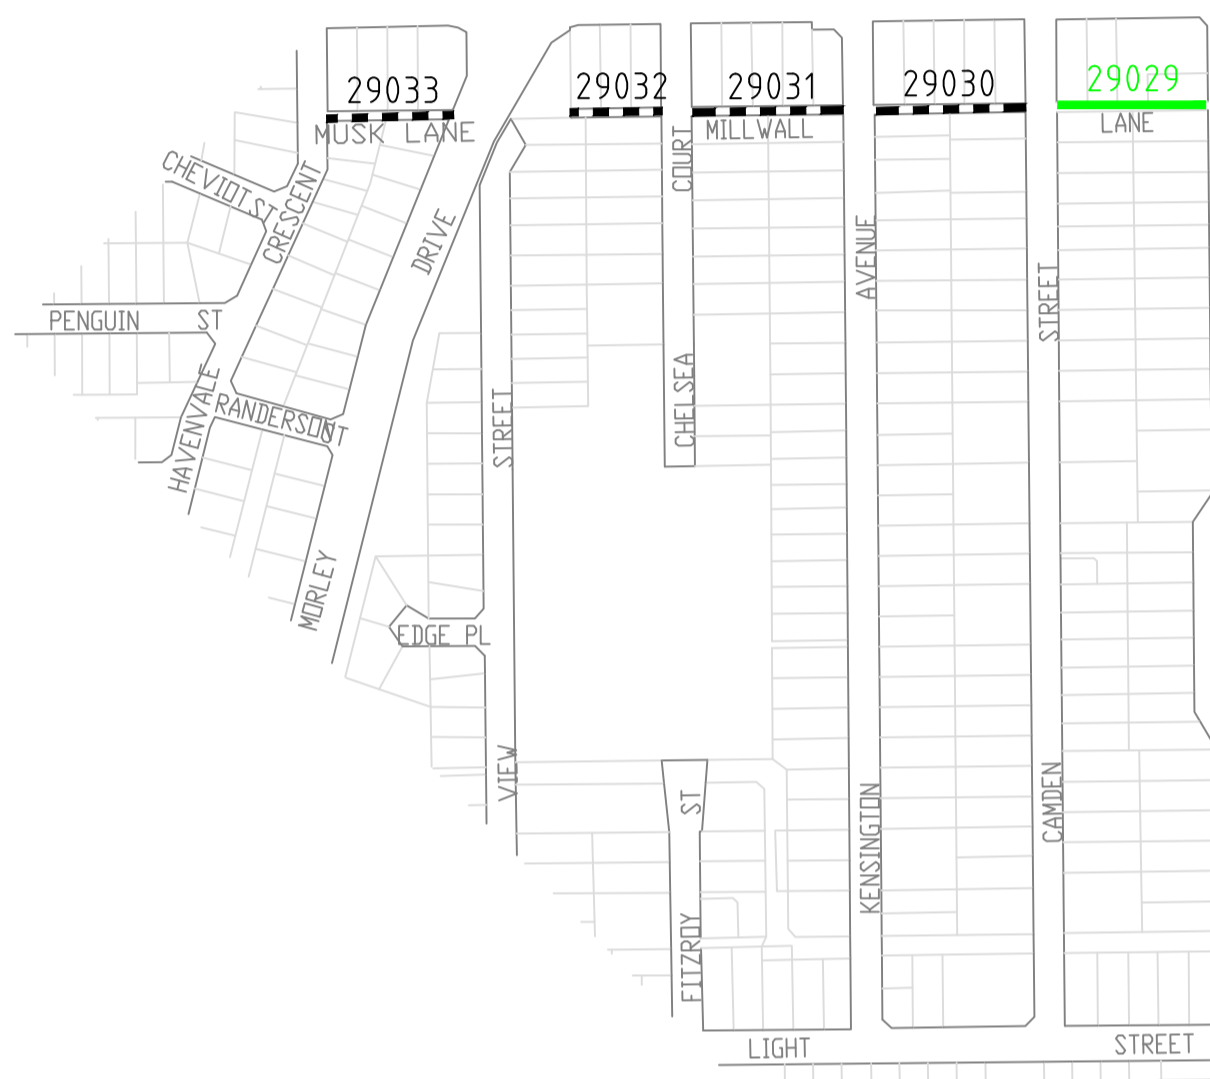 29033
29032
29031
29030
29029
MUSK LANE
MILLWALL
LANE
CHEVIOT ST
CRESCENT
DRIVE
COURT
AVENUE
STREET
PENGUIN ST
HAVENVALE
RANDERSON ST
STREET
CHELSEA
MORLEY
EDGE PL
VIEW
ST
KENSINGTON
CAMDEN
FITZROY
LIGHT
STREET